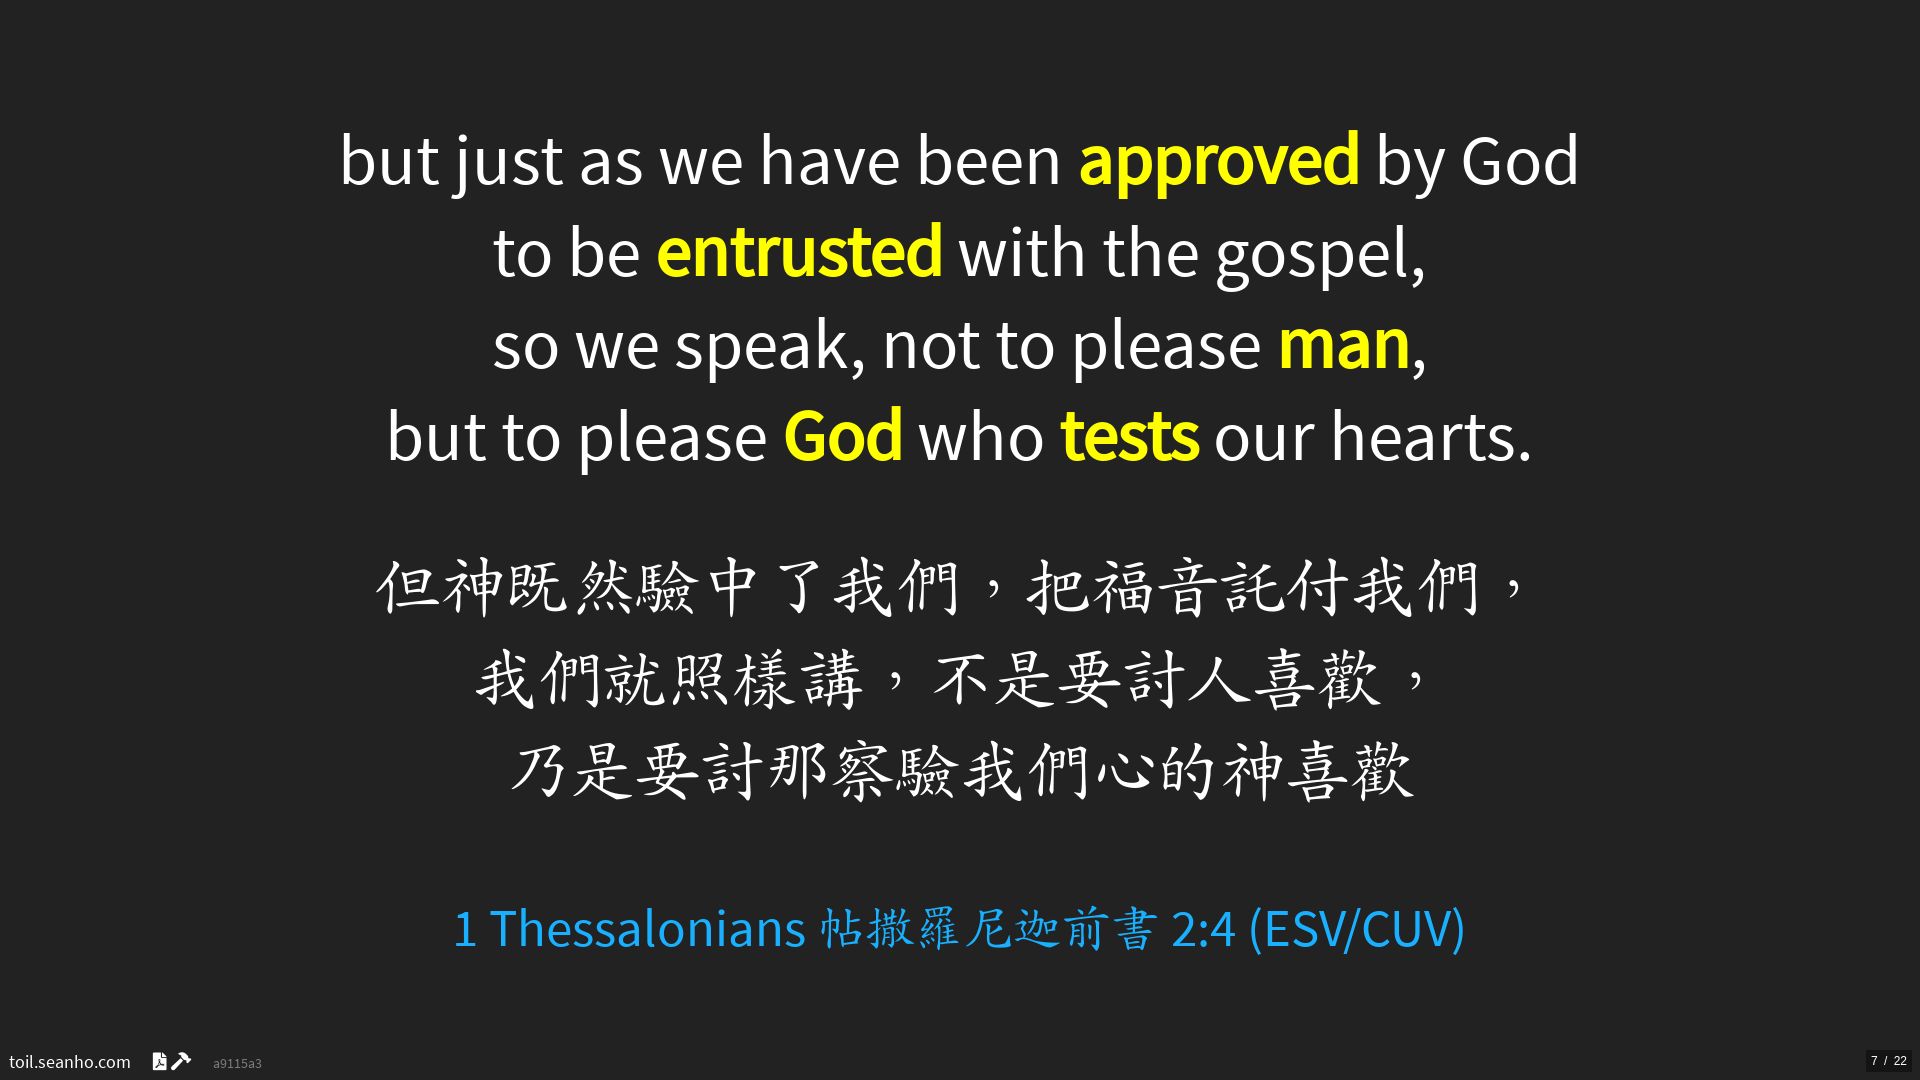 but just as we have been approved by God
to be entrusted with the gospel,
so we speak, not to please man,
but to please God who tests our hearts.
但神既然驗中了我們，把福音託付我們，
我們就照樣講，不是要討人喜歡，
乃是要討那察驗我們心的神喜歡
1 Thessalonians 帖撒羅尼迦前書 2:4 (ESV/CUV)
toil.seanho.com a9115a3
7 / 22